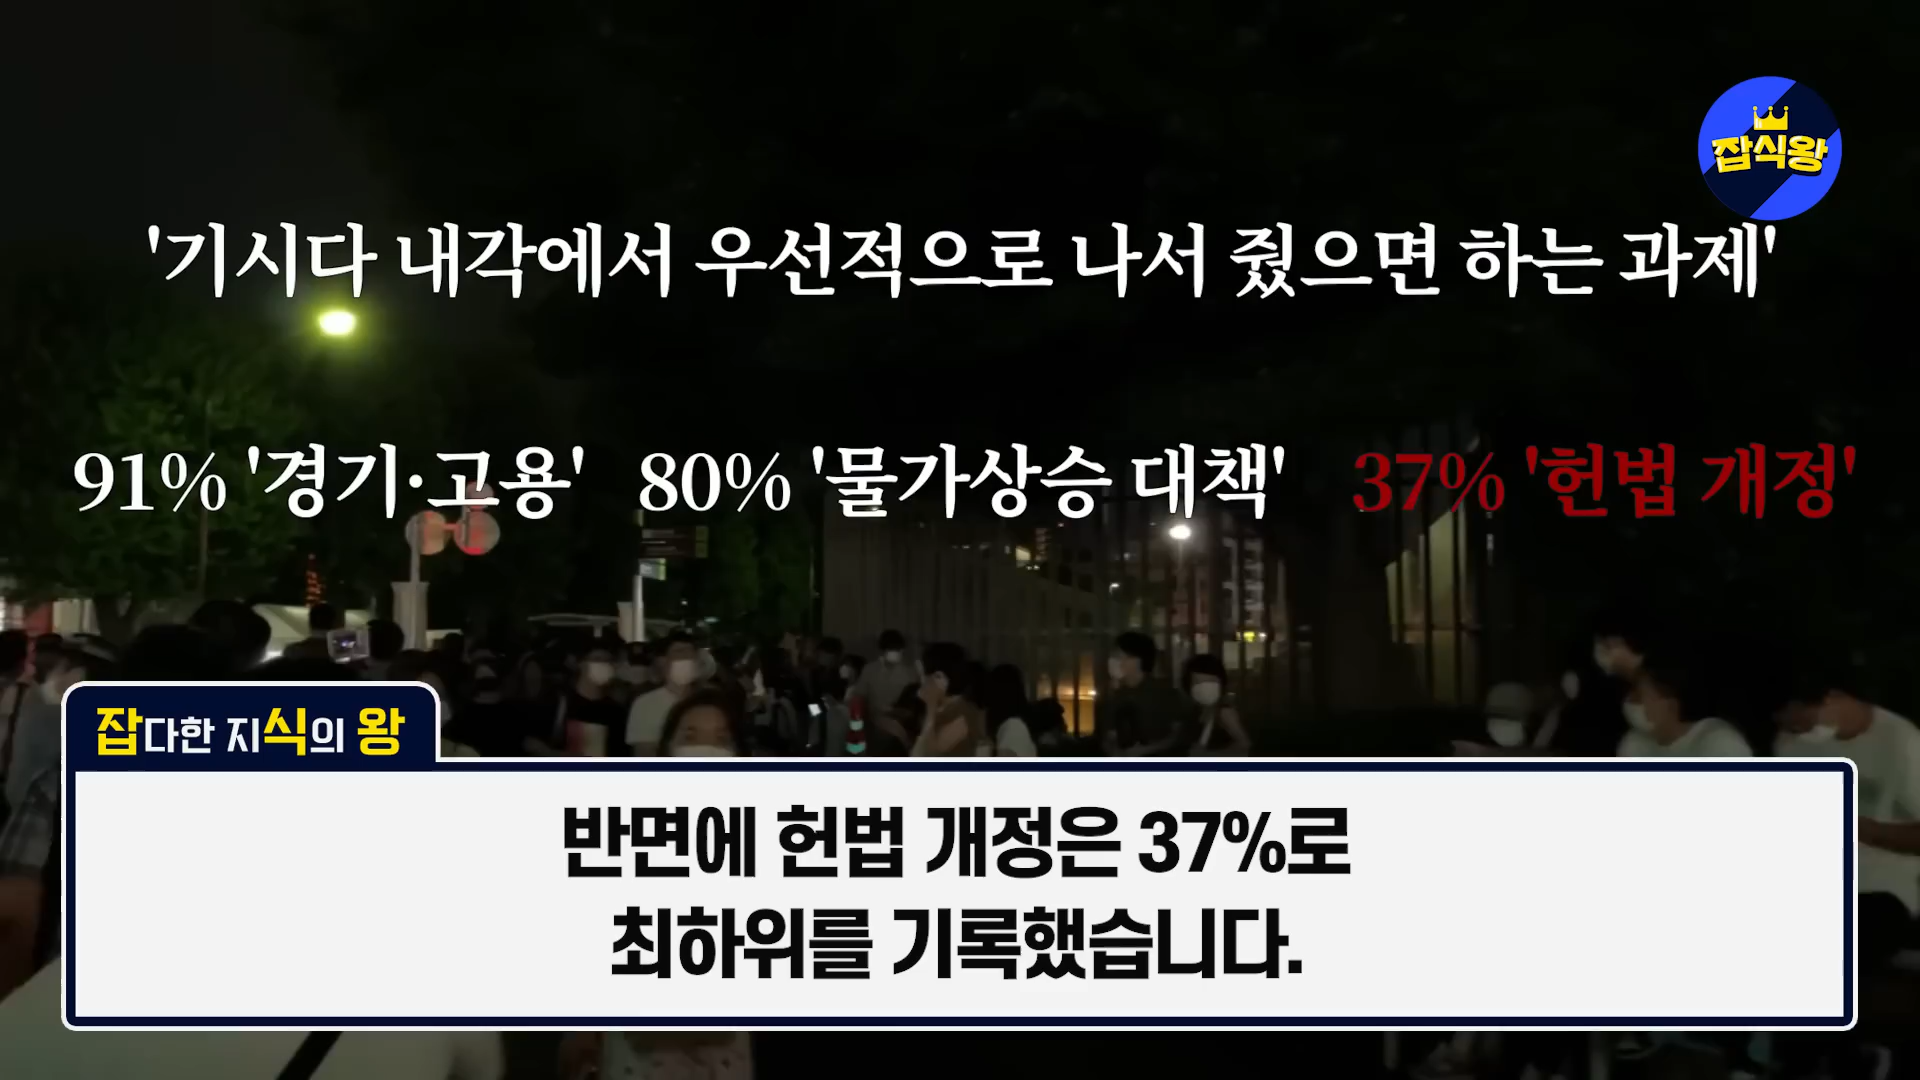 잡식왕
'기시다 내각에서 우선적으로 나서 줬으면 하는 과제'
91% '경기·고용' 80% '물가상승 대책' 37% '헌법 개정'
잡다한 지식의 왕
반면에 헌법 개정은 37%로
최하위를 기록했습니다.